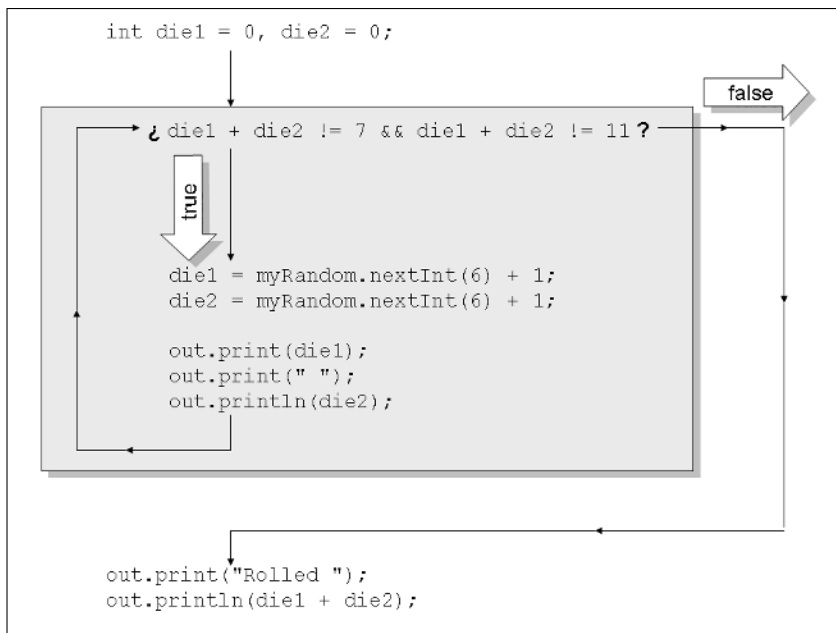 int die1 = 0, die2 = 0;
false
¿ die1 + die2 != 7 && die1 + die2 != 11 ?
true
die1 = myRandom.nextInt(6) + 1;
die2 = myRandom.nextInt(6) + 1;
out.print(die1);
out.print(" ");
out.println(die2);
out.print("Rolled ");
out.println(die1 + die2);